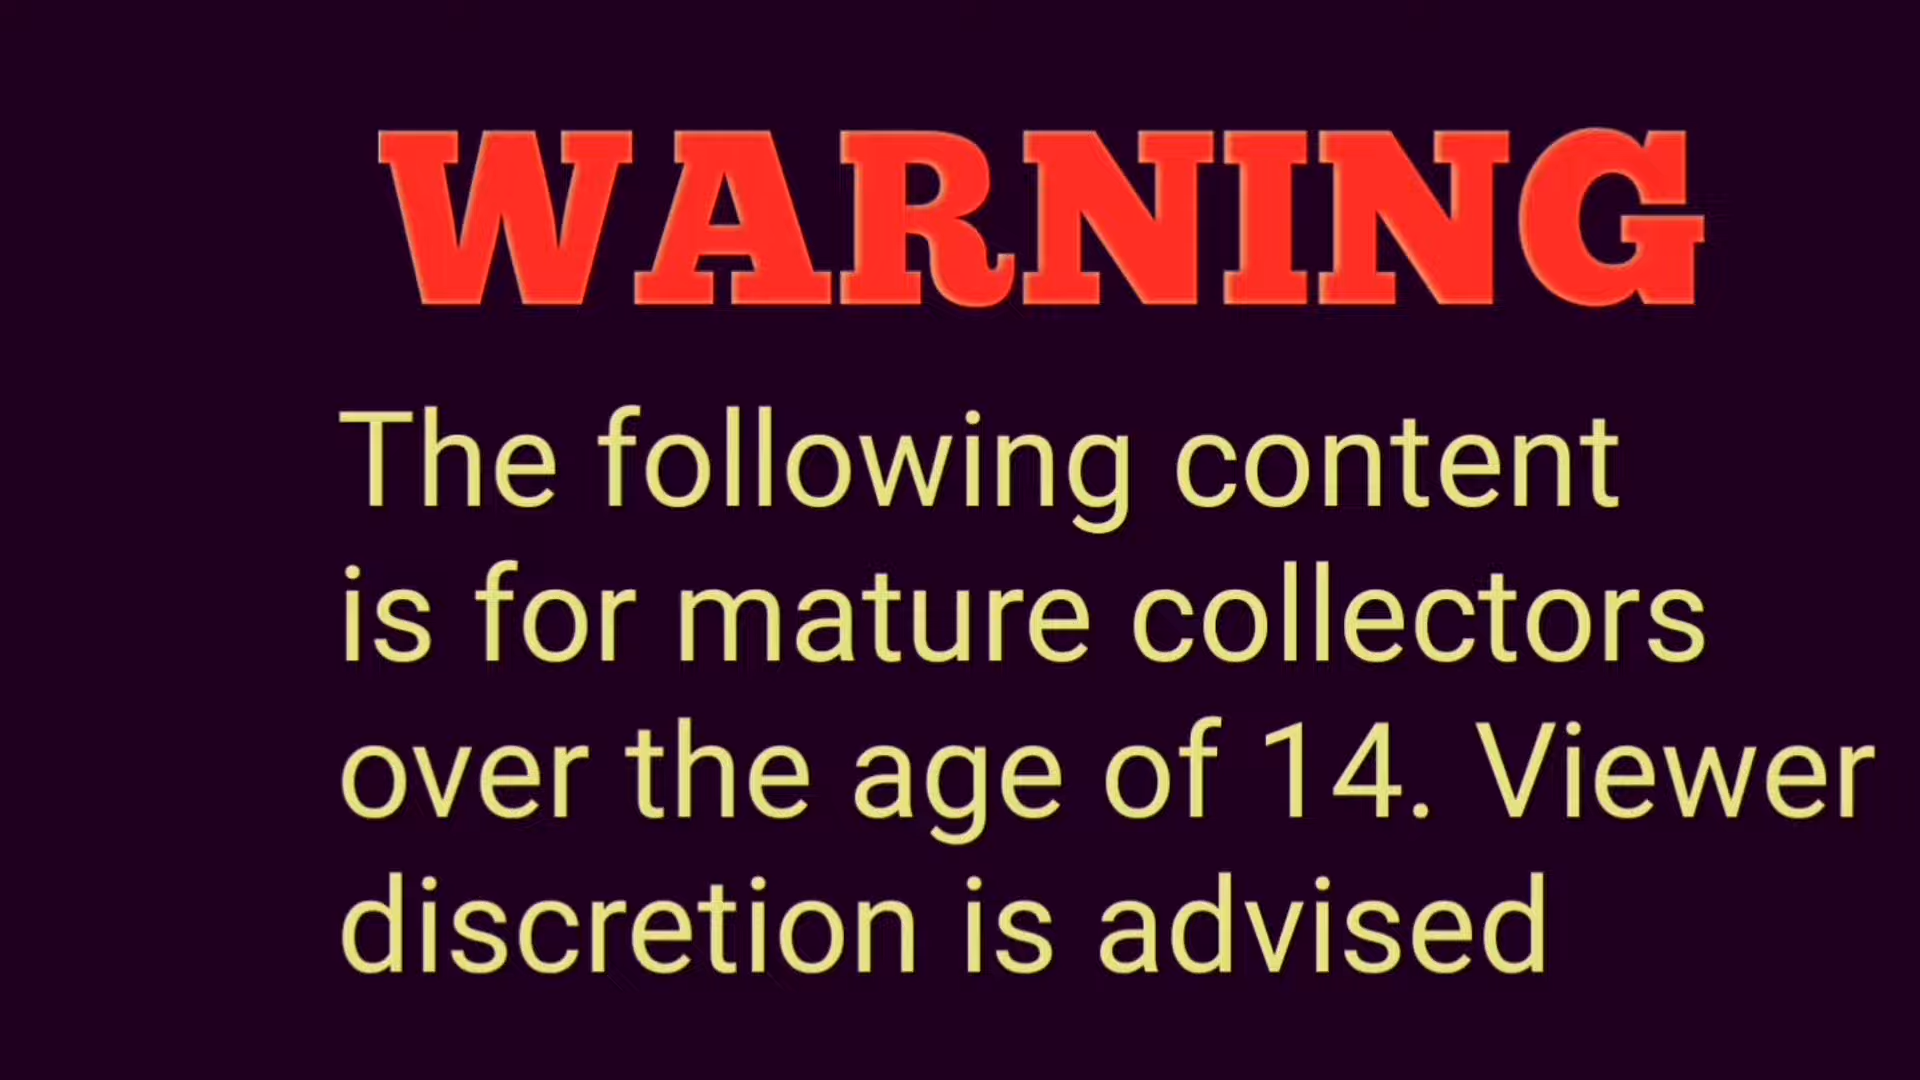 WARNING
The following content
is for mature collectors
over the age of 14. Viewer
discretion is advised